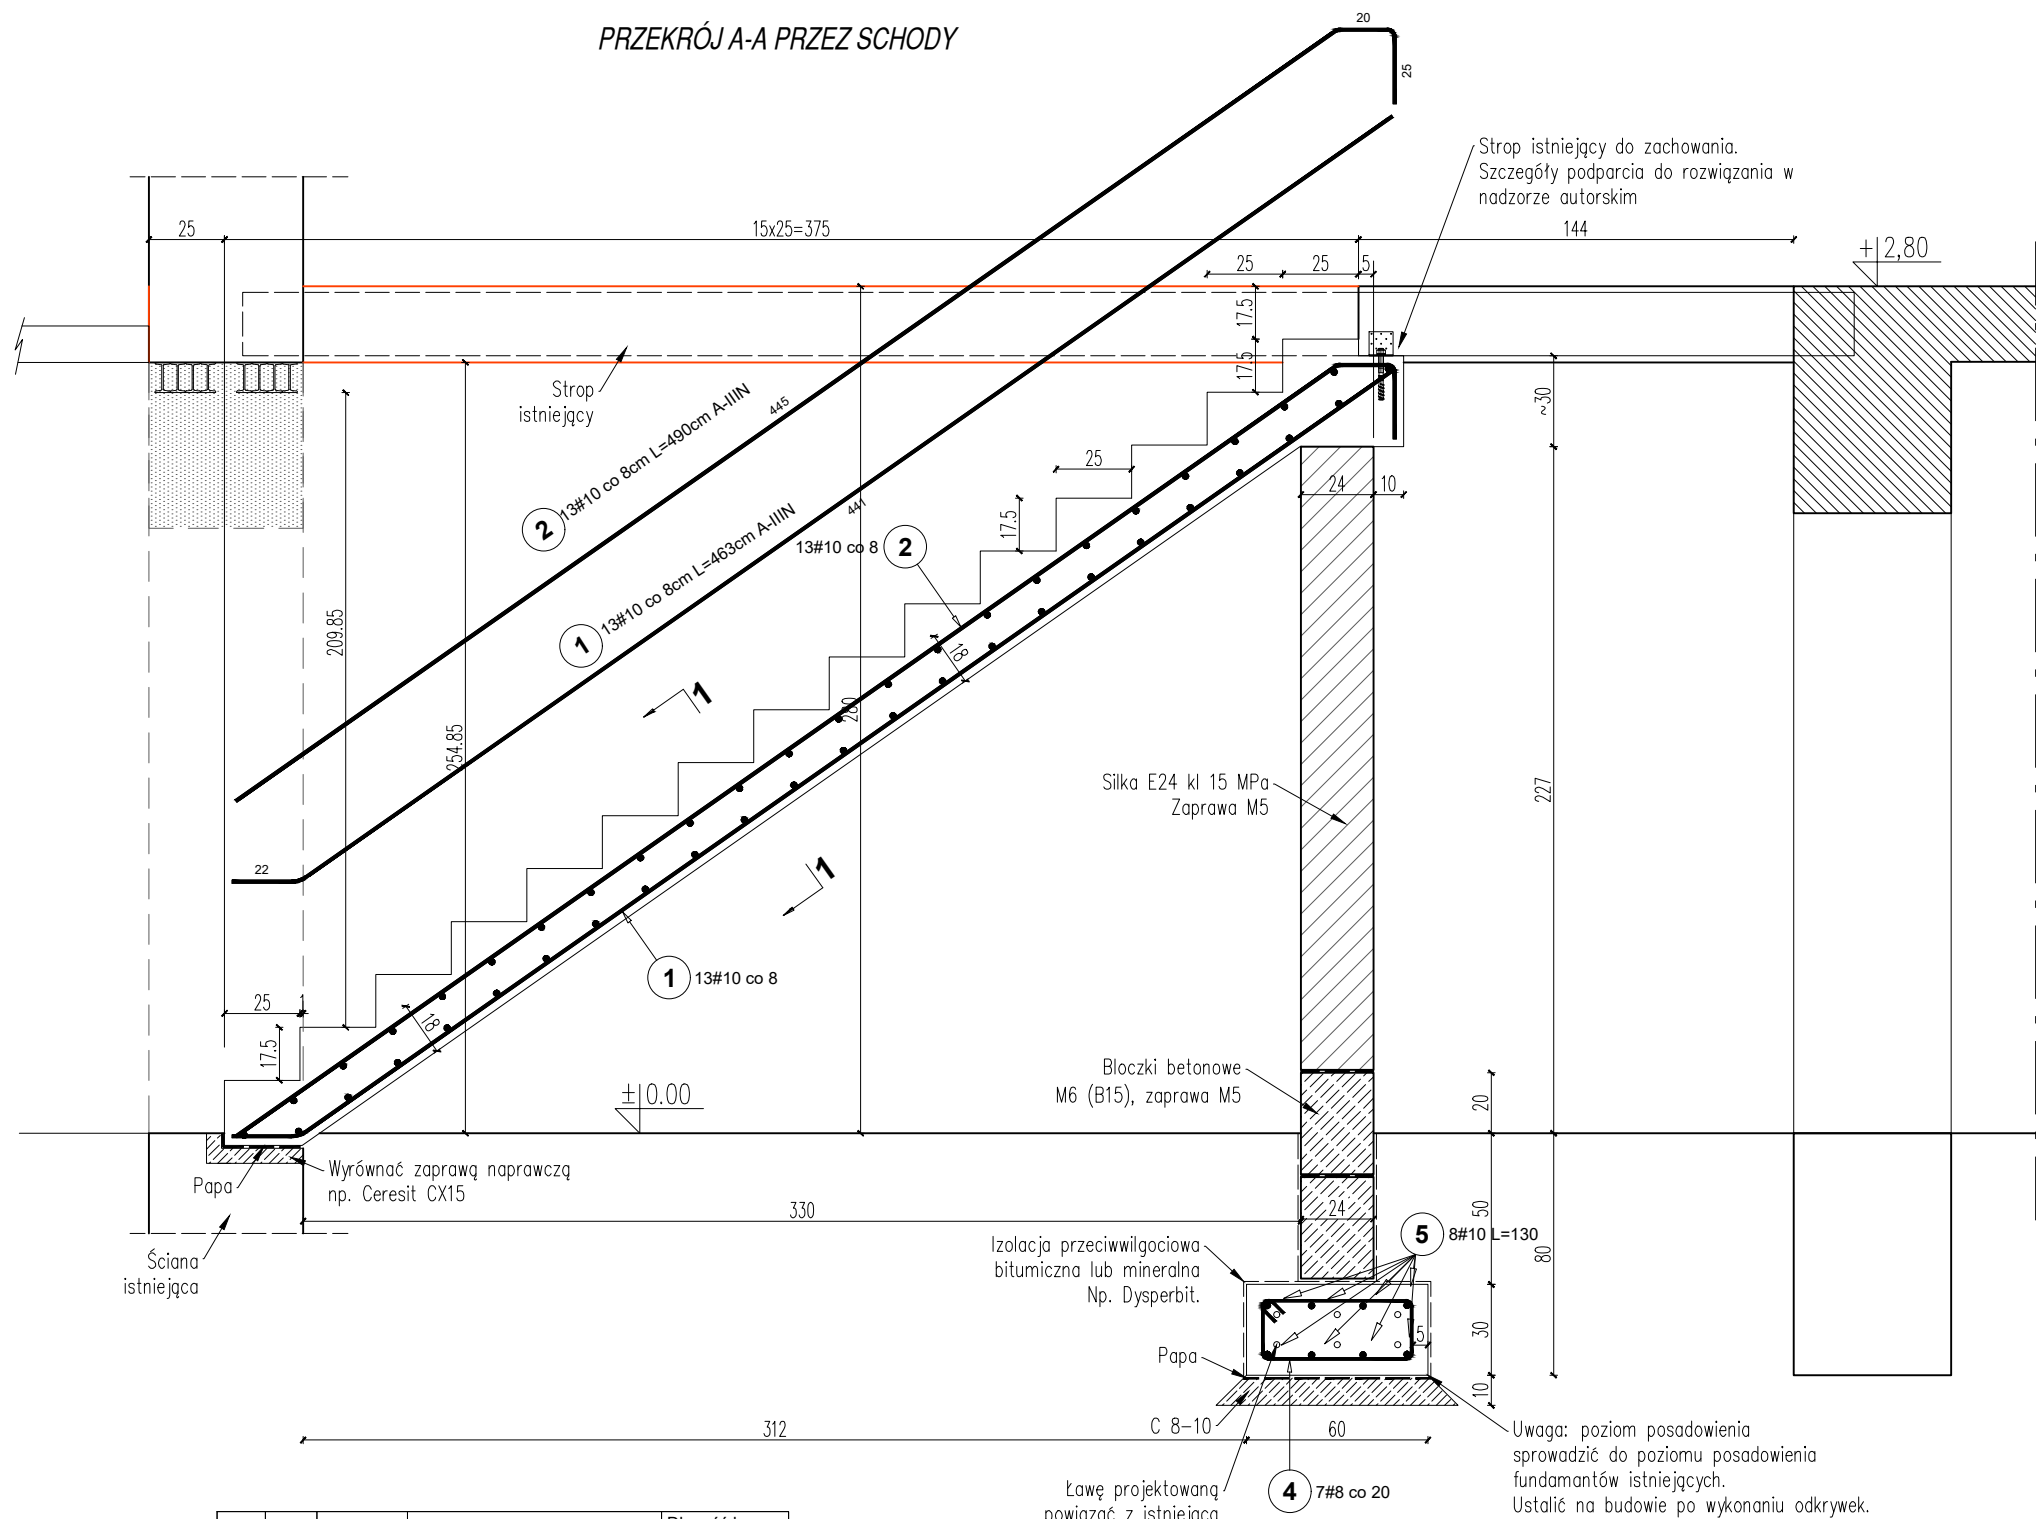 PRZEKRÓJ A-A PRZEZ SCHODY
20
25
Strop istniejący do zachowania.
Szczegóły podparcia do rozwiązania w
nadzorze autorskim
25
15x25=375
144
+2,80
25
25
5
17.5
17.5
Strop
istniejący
445
~30
2
13#10 co 8cm L=490cm A-IIIN
25
24
10
441
13#10 co 8
2
17.5
1
13#10 co 8cm L=463cm A-IIIN
209.85
18
1
280
254.85
Silka E24 kl 15 MPa
Zaprawa M5
227
22
1
1
13#10 co 8
25
1
18
17.5
Bloczki betonowe
M6 (B15), zaprawa M5
±0.00
20
Wyrównać zaprawą naprawczą
np. Ceresit CX15
Papa
330
24
50
5
8#10 L=130
Izolacja przeciwwilgociowa
bitumiczna lub mineralna
Np. Dysperbit.
80
Ściana
istniejąca
5
30
Papa
10
C 8-10
312
60
Uwaga: poziom posadowienia
sprowadzić do poziomu posadowienia
fundamantów istniejących.
Ustalić na budowie po wykonaniu odkrywek.
Ławę projektowaną
powiązać z istniejącą
4
7#8 co 20